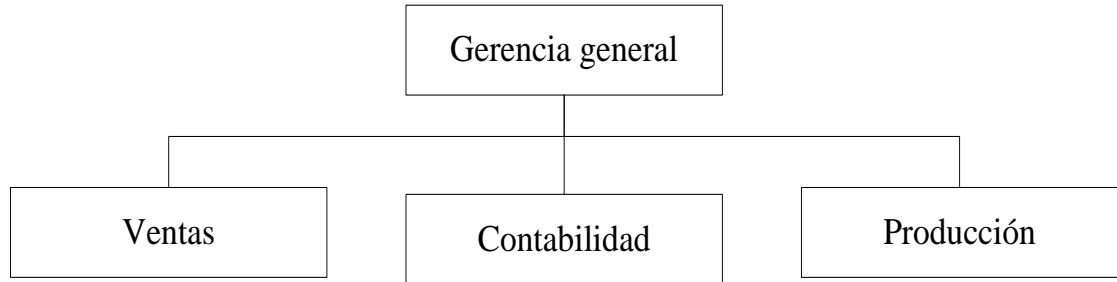 Gerencia general
Ventas
Contabilidad
Producción